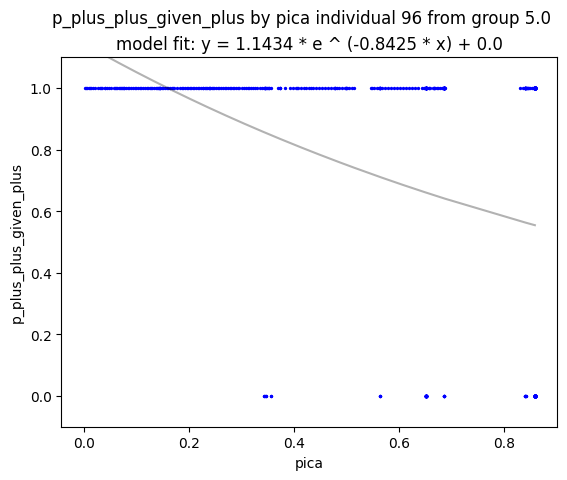 p_plus_plus_given_plus by pica individual 96 from group 5.0
model fit: y = 1.1434 * e ^ (-0.8425 * x) + 0.0
p_plus_plus_given_plus
1.0
0.8
0.6
0.4
0.2
0.0
0.0 0.2 0.4 0.6 0.8
pica